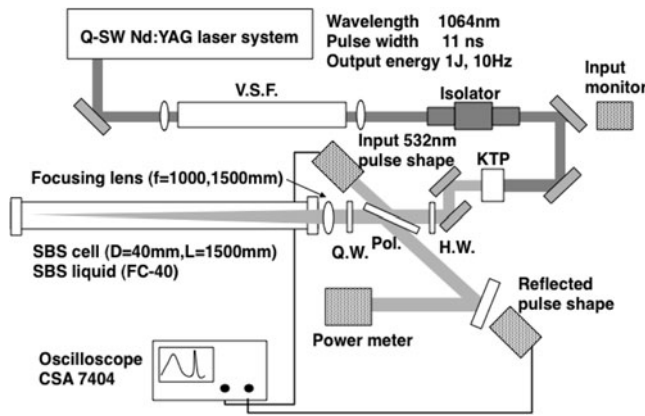 Q-SW Nd:YAG laser system
Wavelength 1064nm
Pulse width 11 ns
Output energy 1J, 10Hz
V.S.F.
Isolator
Input
monitor
Input 532nm
pulse shape
KTP
Focusing lens (f=1000,1500mm)
Q.W.
Pol.
H.W.
SBS cell (D=40mm,L=1500mm)
SBS liquid (FC-40)
Reflected
pulse shape
Power meter
Oscilloscope
CSA 7404